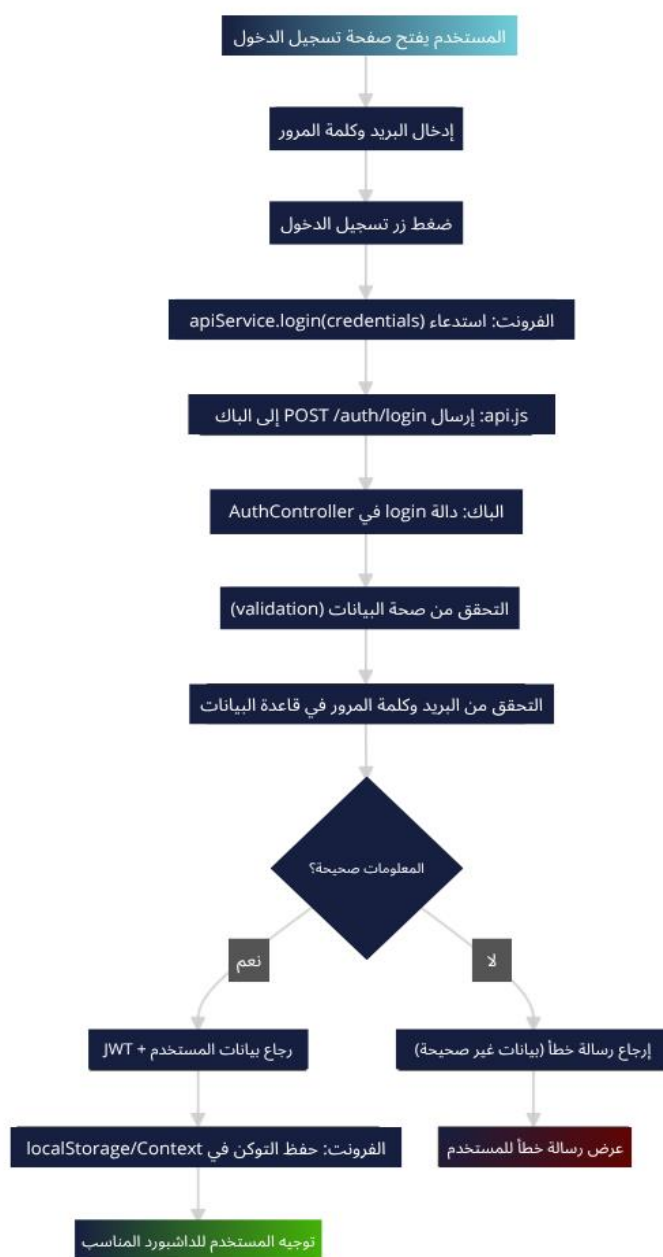 المستخدم يفتح صفحة تسجيل الدخول
إدخال البريد وكلمة المرور
ضغط زر تسجيل الدخول
الفرونت: استدعاء apiService.login(credentials)
api.js: إرسال POST /auth/login إلى الباك
الباك: دالة login في AuthController
التحقق من صحة البيانات (validation)
التحقق من البريد وكلمة المرور في قاعدة البيانات
المعلومات صحيحة؟
نعم
لا
رجاع بيانات المستخدم + JWT
إرجاع رسالة خطأ (بيانات غير صحيحة)
الفرونت: حفظ التوكن في localStorage/Context
عرض رسالة خطأ للمستخدم
توجيه المستخدم للداشبورد المناسب